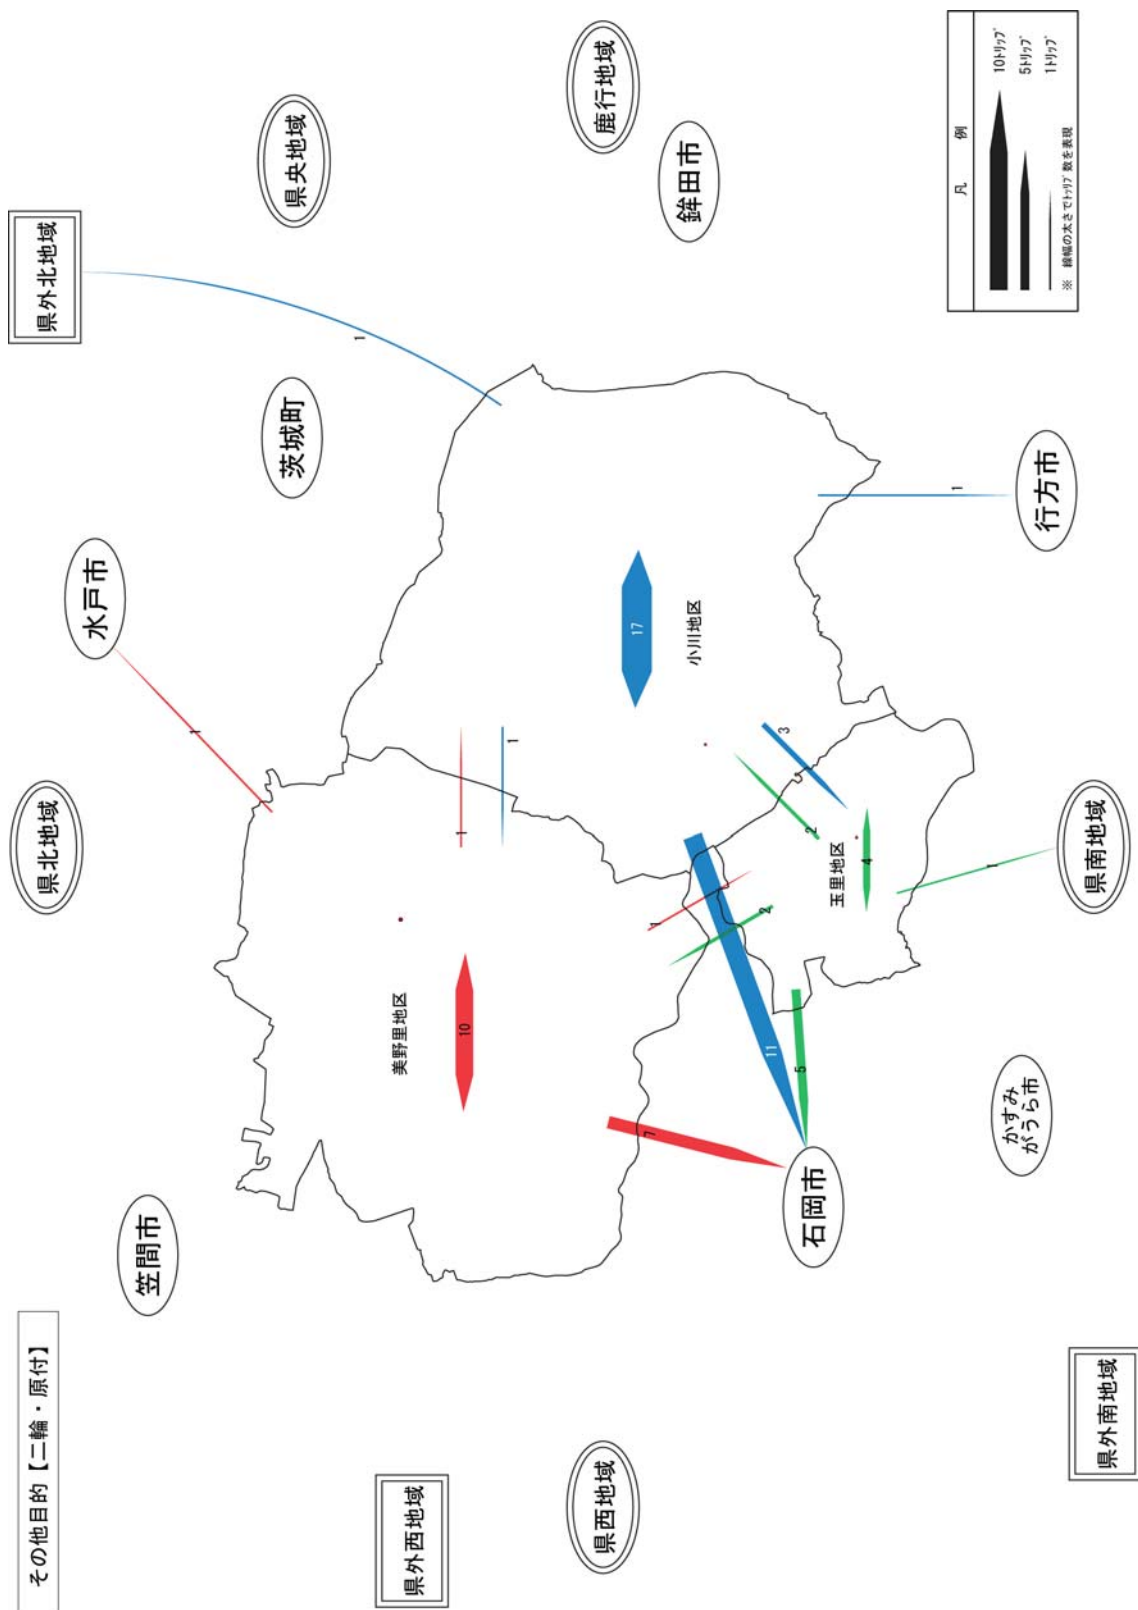 その他目的【二輪・原付】
県外西地域
県西地域
県外南地域
笠間市
県北地域
水戸市
茨城町
県外北地域
県央地域
鹿行地域
鉾田市
行方市
県南地域
かすみ
がうら市
石岡市
美野里地区
小川地区
玉里地区
10
7
11
5
1
2
4
2
3
1
1
1
17
1
1
1
凡 例
10トリップ
5トリップ
1トリップ
※ 線幅の太さでトリップ数を表現